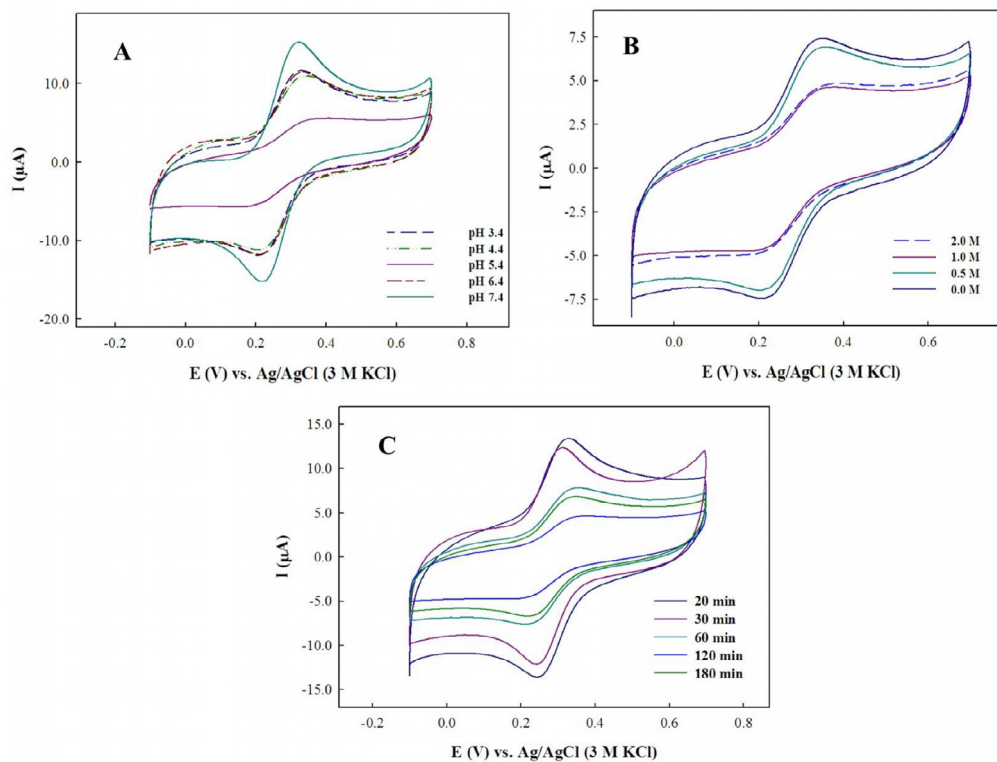 A
I (µA)
10.0
0.0
-10.0
-20.0
0.0
0.2
0.4
0.6
0.8
E (V) vs. Ag/AgCl (3 M KCl)
pH 3.4
pH 4.4
pH 5.4
pH 6.4
pH 7.4
B
I (µA)
7.5
5.0
2.5
0.0
-2.5
-5.0
-7.5
0.0
0.2
0.4
0.6
E (V) vs. Ag/AgCl (3 M KCl)
2.0 M
1.0 M
0.5 M
0.0 M
C
I (µA)
15.0
10.0
5.0
0.0
-5.0
-10.0
-15.0
-0.2
0.0
0.2
0.4
0.6
0.8
E (V) vs. Ag/AgCl (3 M KCl)
20 min
30 min
60 min
120 min
180 min